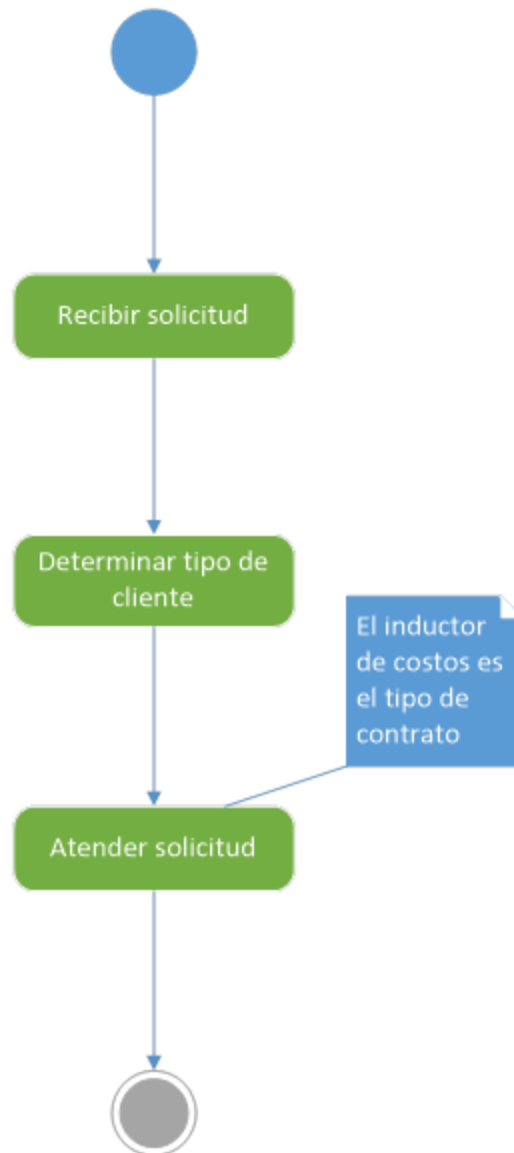 Recibir solicitud
Determinar tipo de
cliente
El inductor
de costos es
el tipo de
contrato
Atender solicitud